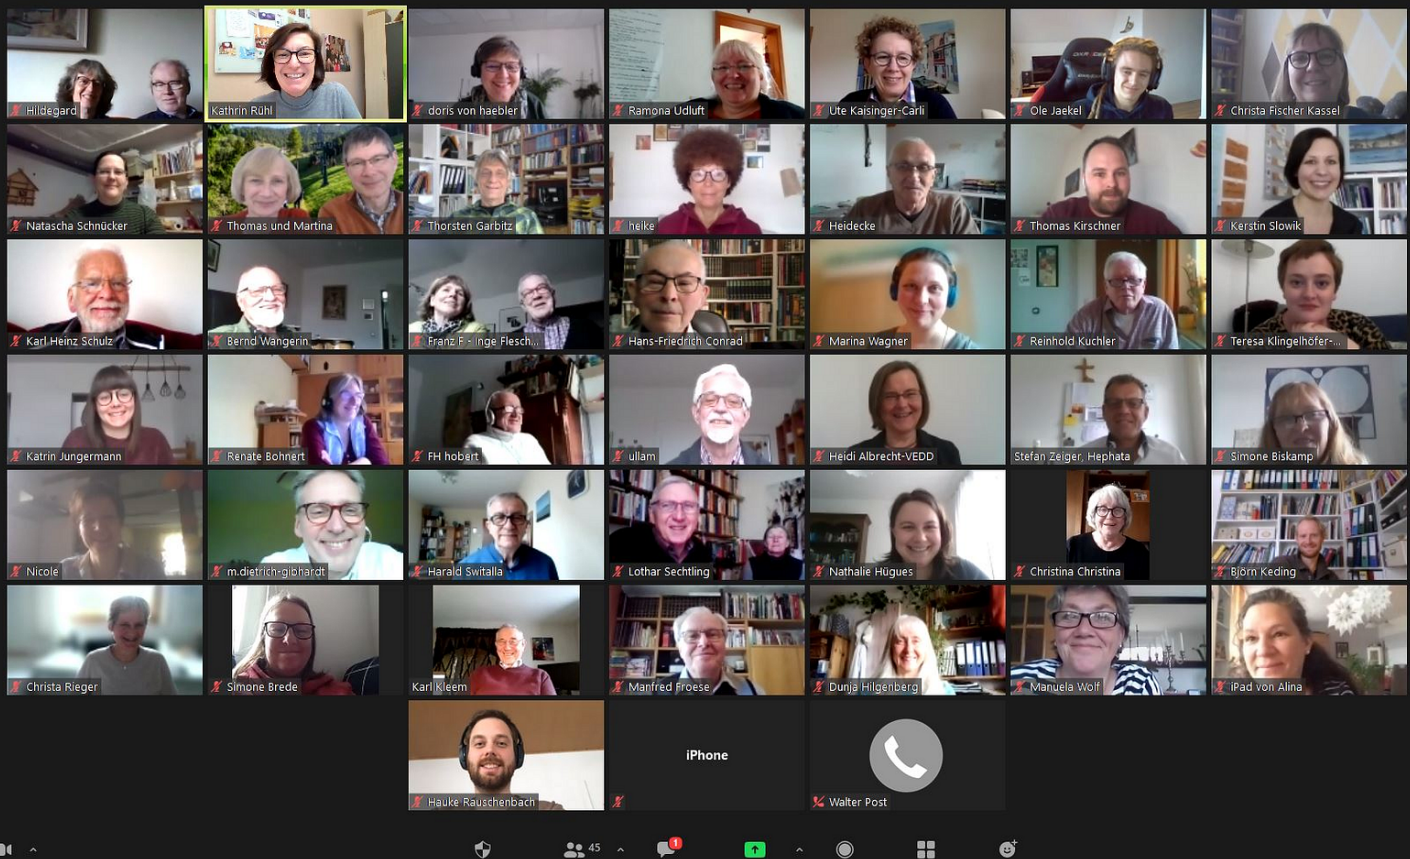 Hildegard
Kathrin Rühl
doris von haebler
Ramona Udluft
Ute Kaisinger-Carli
Ole Jaekel
Christa Fischer Kassel
Natascha Schnücker
Thomas und Martina
Thorsten Garbitz
heike
Heidecke
Thomas Kirschner
Kerstin Slowik
Karl Heinz Schulz
Bernd Wangerin
Franz F - Inge Flesch...
Hans-Friedrich Conrad
Marina Wagner
Reinhold Kuchler
Teresa Klingelhöfer-...
Katrin Jungermann
Renate Bohnert
FH hobert
ullam
Heidi Albrecht-VEDD
Stefan Zeiger, Hephata
Simone Biskamp
Nicole
m.dietrich-gibhardt
Harald Switalla
Lothar Sechtling
Nathalie Hügues
Christina Christina
Björn Keding
Christa Rieger
Simone Brede
Karl Kleem
Manfred Froese
Dunja Hilgenberg
Manuela Wolf
iPad von Alina
Hauke Rauschenbach
iPhone
Walter Post
45
1